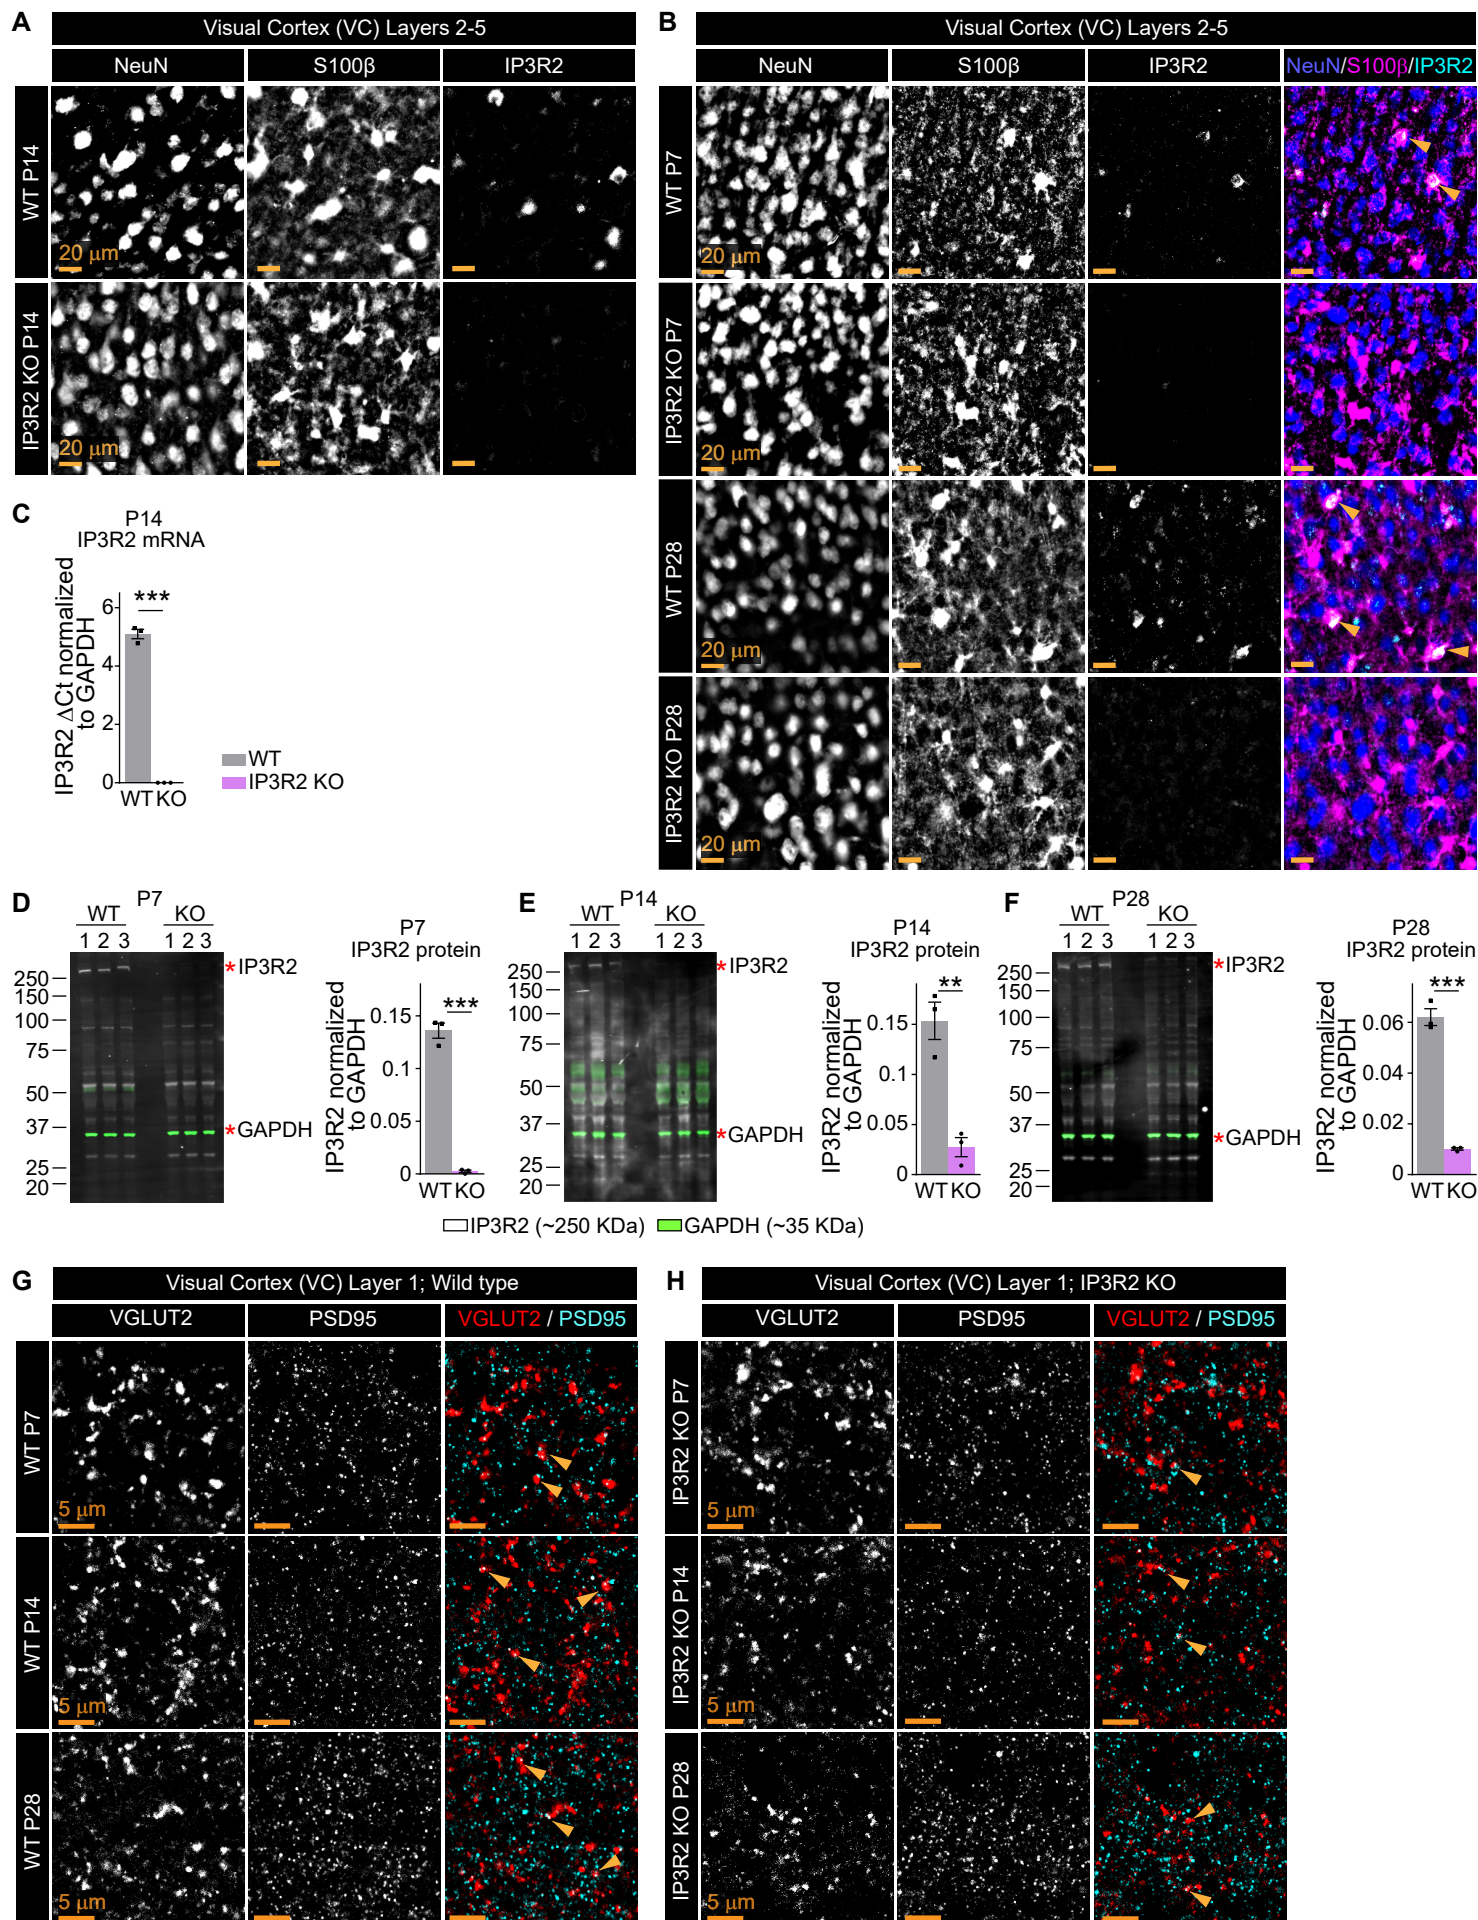 A
Visual Cortex (VC) Layers 2-5
NeuN
S100β
IP3R2
WT P14
20 μm
IP3R2 KO P14
20 μm
B
Visual Cortex (VC) Layers 2-5
NeuN
S100β
IP3R2
NeuN/S100β/IP3R2
WT P7
20 μm
IP3R2 KO P7
20 μm
WT P28
20 μm
IP3R2 KO P28
20 μm
C
P14
IP3R2 mRNA
IP3R2 ΔCt normalized
to GAPDH
6
4
2
0
***
WT KO
WT
IP3R2 KO
D
P7
WT KO
1 2 3 1 2 3
250
150
100
75
50
37
25
20
*IP3R2
*GAPDH
P7
IP3R2 protein
IP3R2 normalized
to GAPDH
0.15
0.1
0.05
0
***
WT KO
E
P14
WT KO
1 2 3 1 2 3
250
150
100
75
50
37
25
20
*IP3R2
*GAPDH
P14
IP3R2 protein
IP3R2 normalized
to GAPDH
0.15
0.1
0.05
0
**
WT KO
F
P28
WT KO
1 2 3 1 2 3
250
150
100
75
50
37
25
20
*IP3R2
*GAPDH
P28
IP3R2 protein
IP3R2 normalized
to GAPDH
0.06
0.04
0.02
0
***
WT KO
IP3R2 (~250 KDa) GAPDH (~35 KDa)
G
Visual Cortex (VC) Layer 1; Wild type
VGLUT2
PSD95
VGLUT2 / PSD95
WT P7
5 μm
WT P14
5 μm
WT P28
5 μm
H
Visual Cortex (VC) Layer 1; IP3R2 KO
VGLUT2
PSD95
VGLUT2 / PSD95
IP3R2 KO P7
5 μm
IP3R2 KO P14
5 μm
IP3R2 KO P28
5 μm